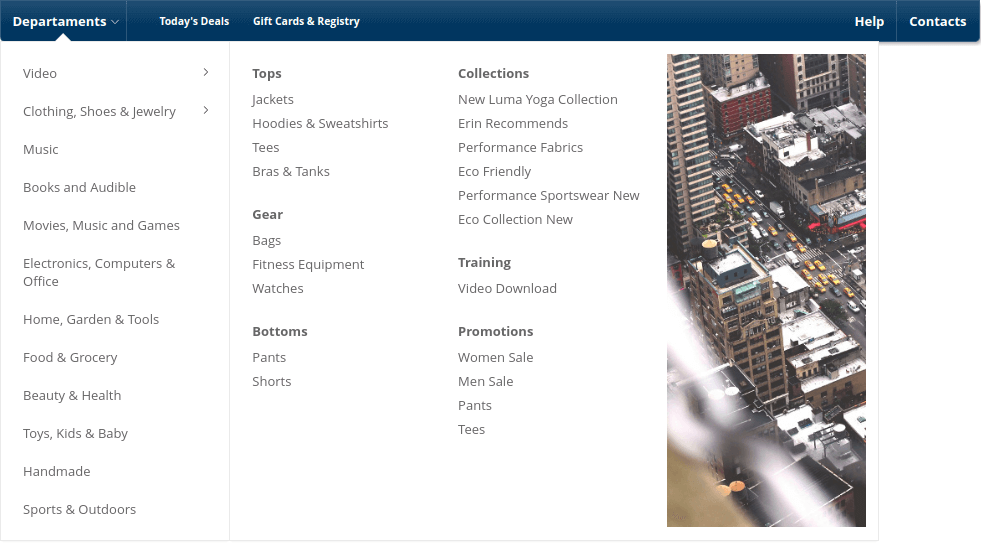 Departaments
Today's Deals
Gift Cards & Registry
Help
Contacts
Video
Clothing, Shoes & Jewelry
Music
Books and Audible
Movies, Music and Games
Electronics, Computers &
Office
Home, Garden & Tools
Food & Grocery
Beauty & Health
Toys, Kids & Baby
Handmade
Sports & Outdoors
Tops
Jackets
Hoodies & Sweatshirts
Tees
Bras & Tanks
Gear
Bags
Fitness Equipment
Watches
Bottoms
Pants
Shorts
Collections
New Luma Yoga Collection
Erin Recommends
Performance Fabrics
Eco Friendly
Performance Sportswear New
Eco Collection New
Training
Video Download
Promotions
Women Sale
Men Sale
Pants
Tees